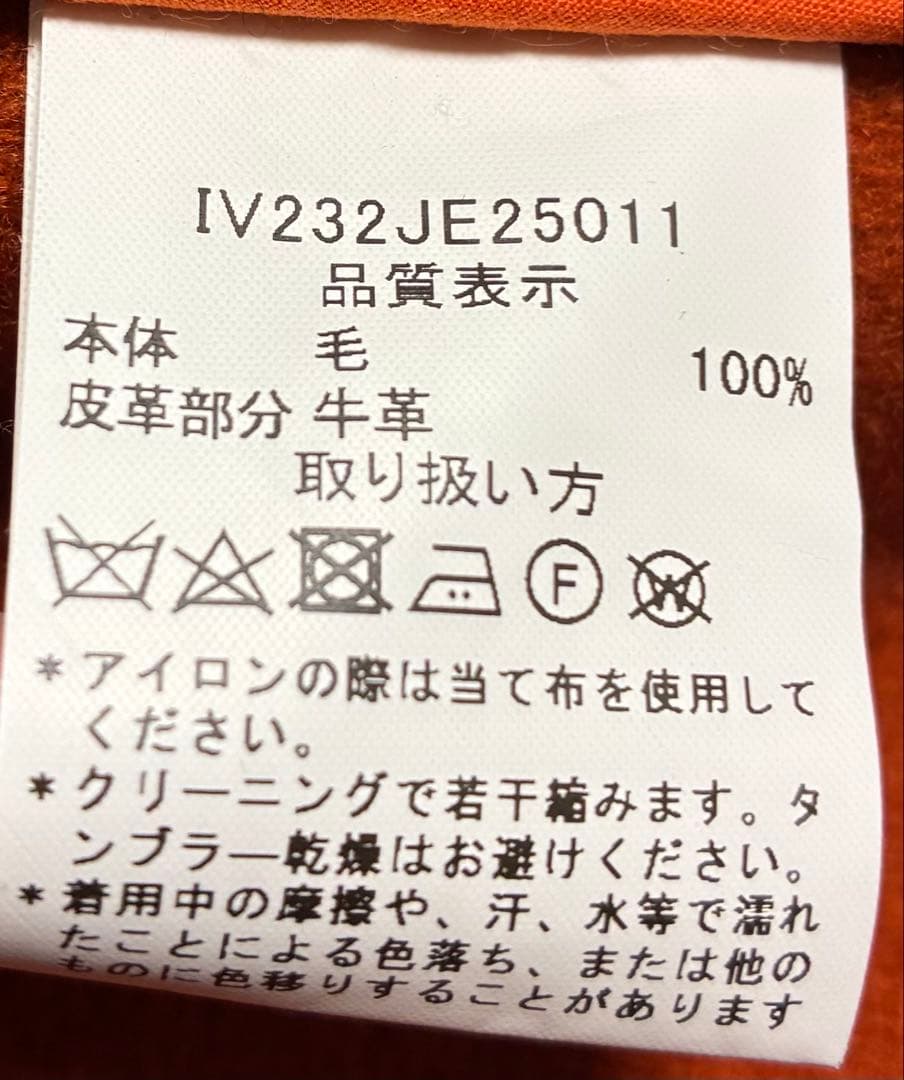 IV232JE25011
品質表示
本体 毛 100%
皮革部分 牛革
取り扱い方
F W
* アイロンの際は当て布を使用して
ください。
* クリーニングで若干縮みます。タ
ンブラー乾燥はお避けください。
* 着用中の摩擦や、汗、水等で濡れ
たことによる色落ち、または他の
ものに色移りすることがあります